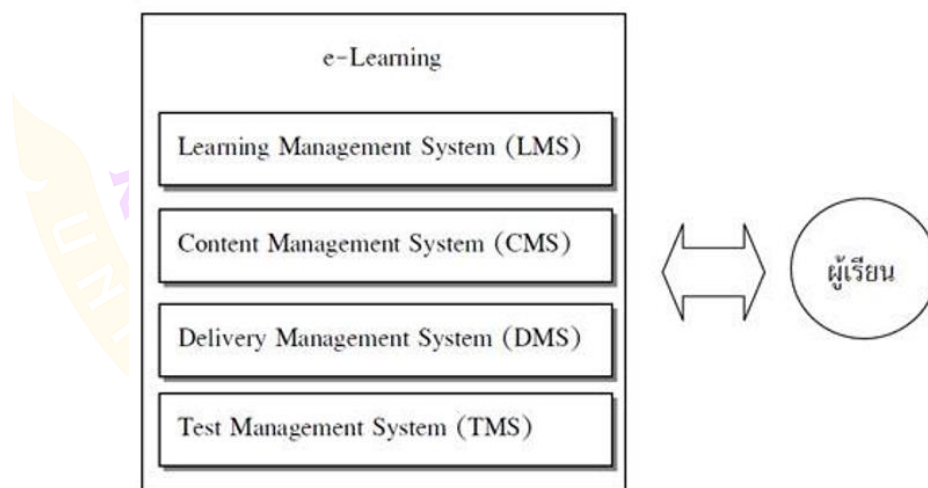 e-Learning
Learning Management System (LMS)
Content Management System (CMS)
ผู้เรียน
Delivery Management System (DMS)
Test Management System (TMS)